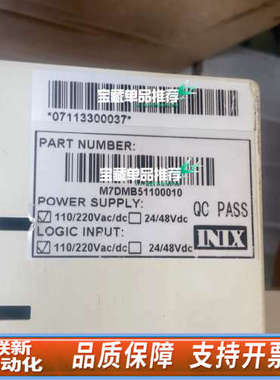 宝藏单品推荐
*07113300037*
PART NUMBER:
宝藏单品推荐
M7DMB51100010
POWER SUPPLY:
110/220Vac/dc 24/48Vdc
QC PASS
LOGIC INPUT:
110/220Vac/dc 24/48Vdc
INIX
联新
动化
品质保障 支持开票